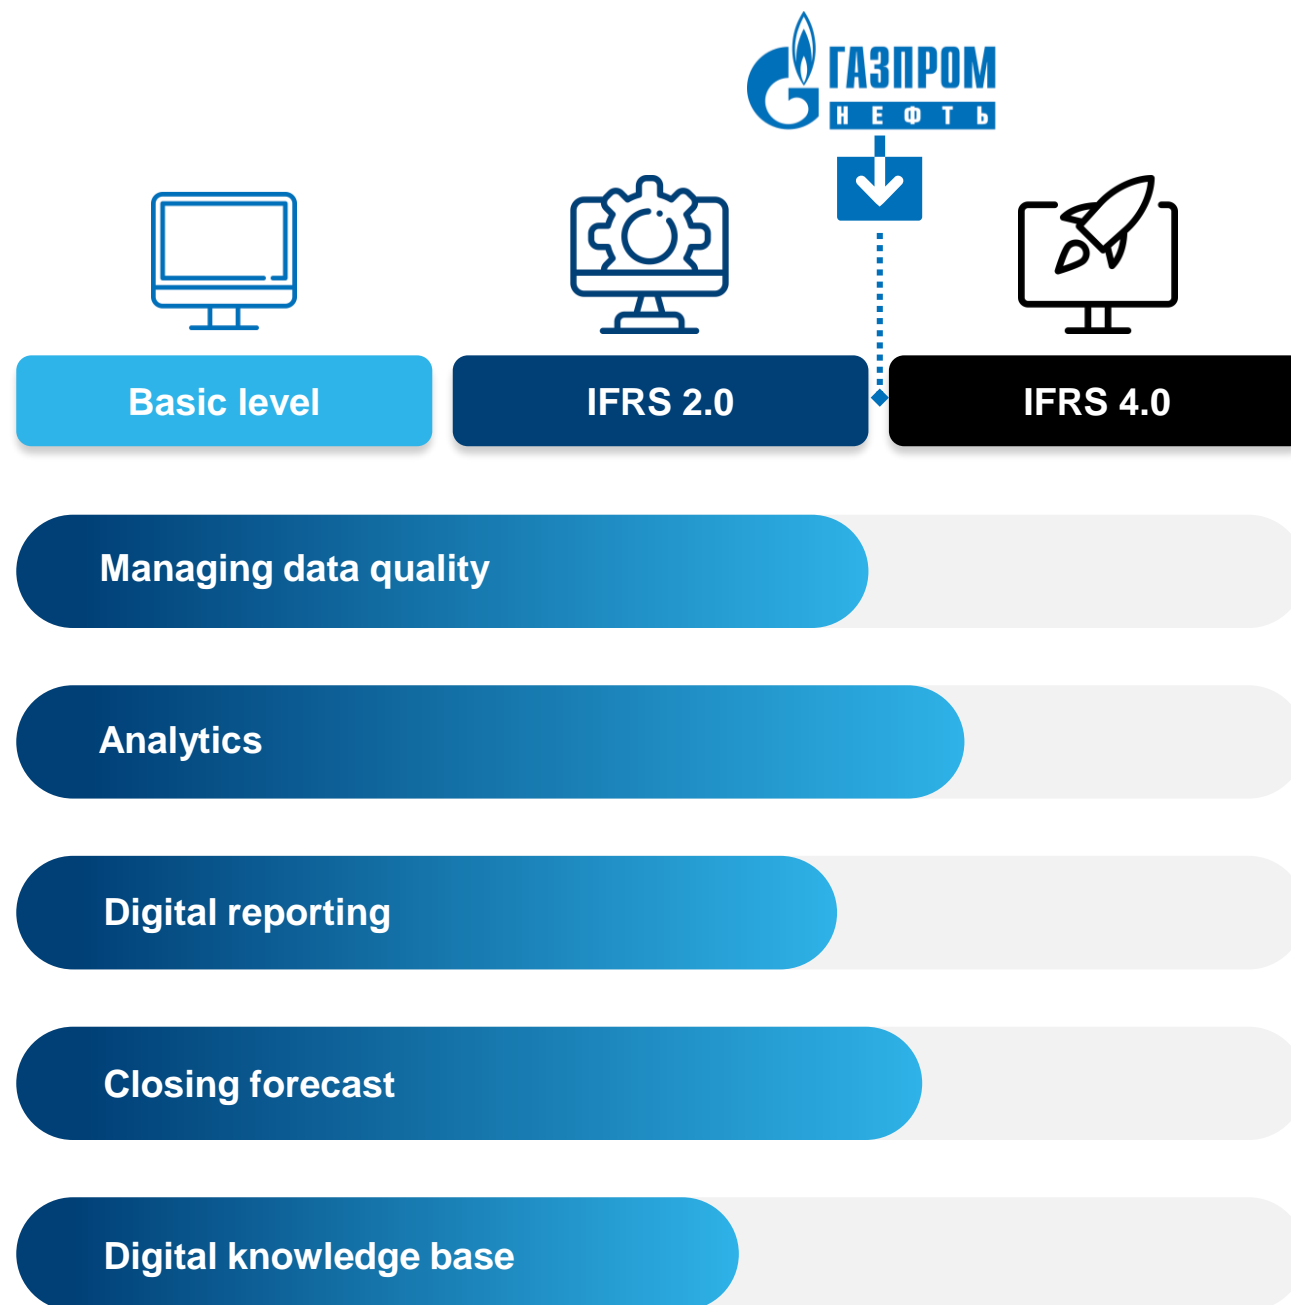 ГАЗПРОМ
НЕФТЬ
Basic level
IFRS 2.0
IFRS 4.0
Managing data quality
Analytics
Digital reporting
Closing forecast
Digital knowledge base